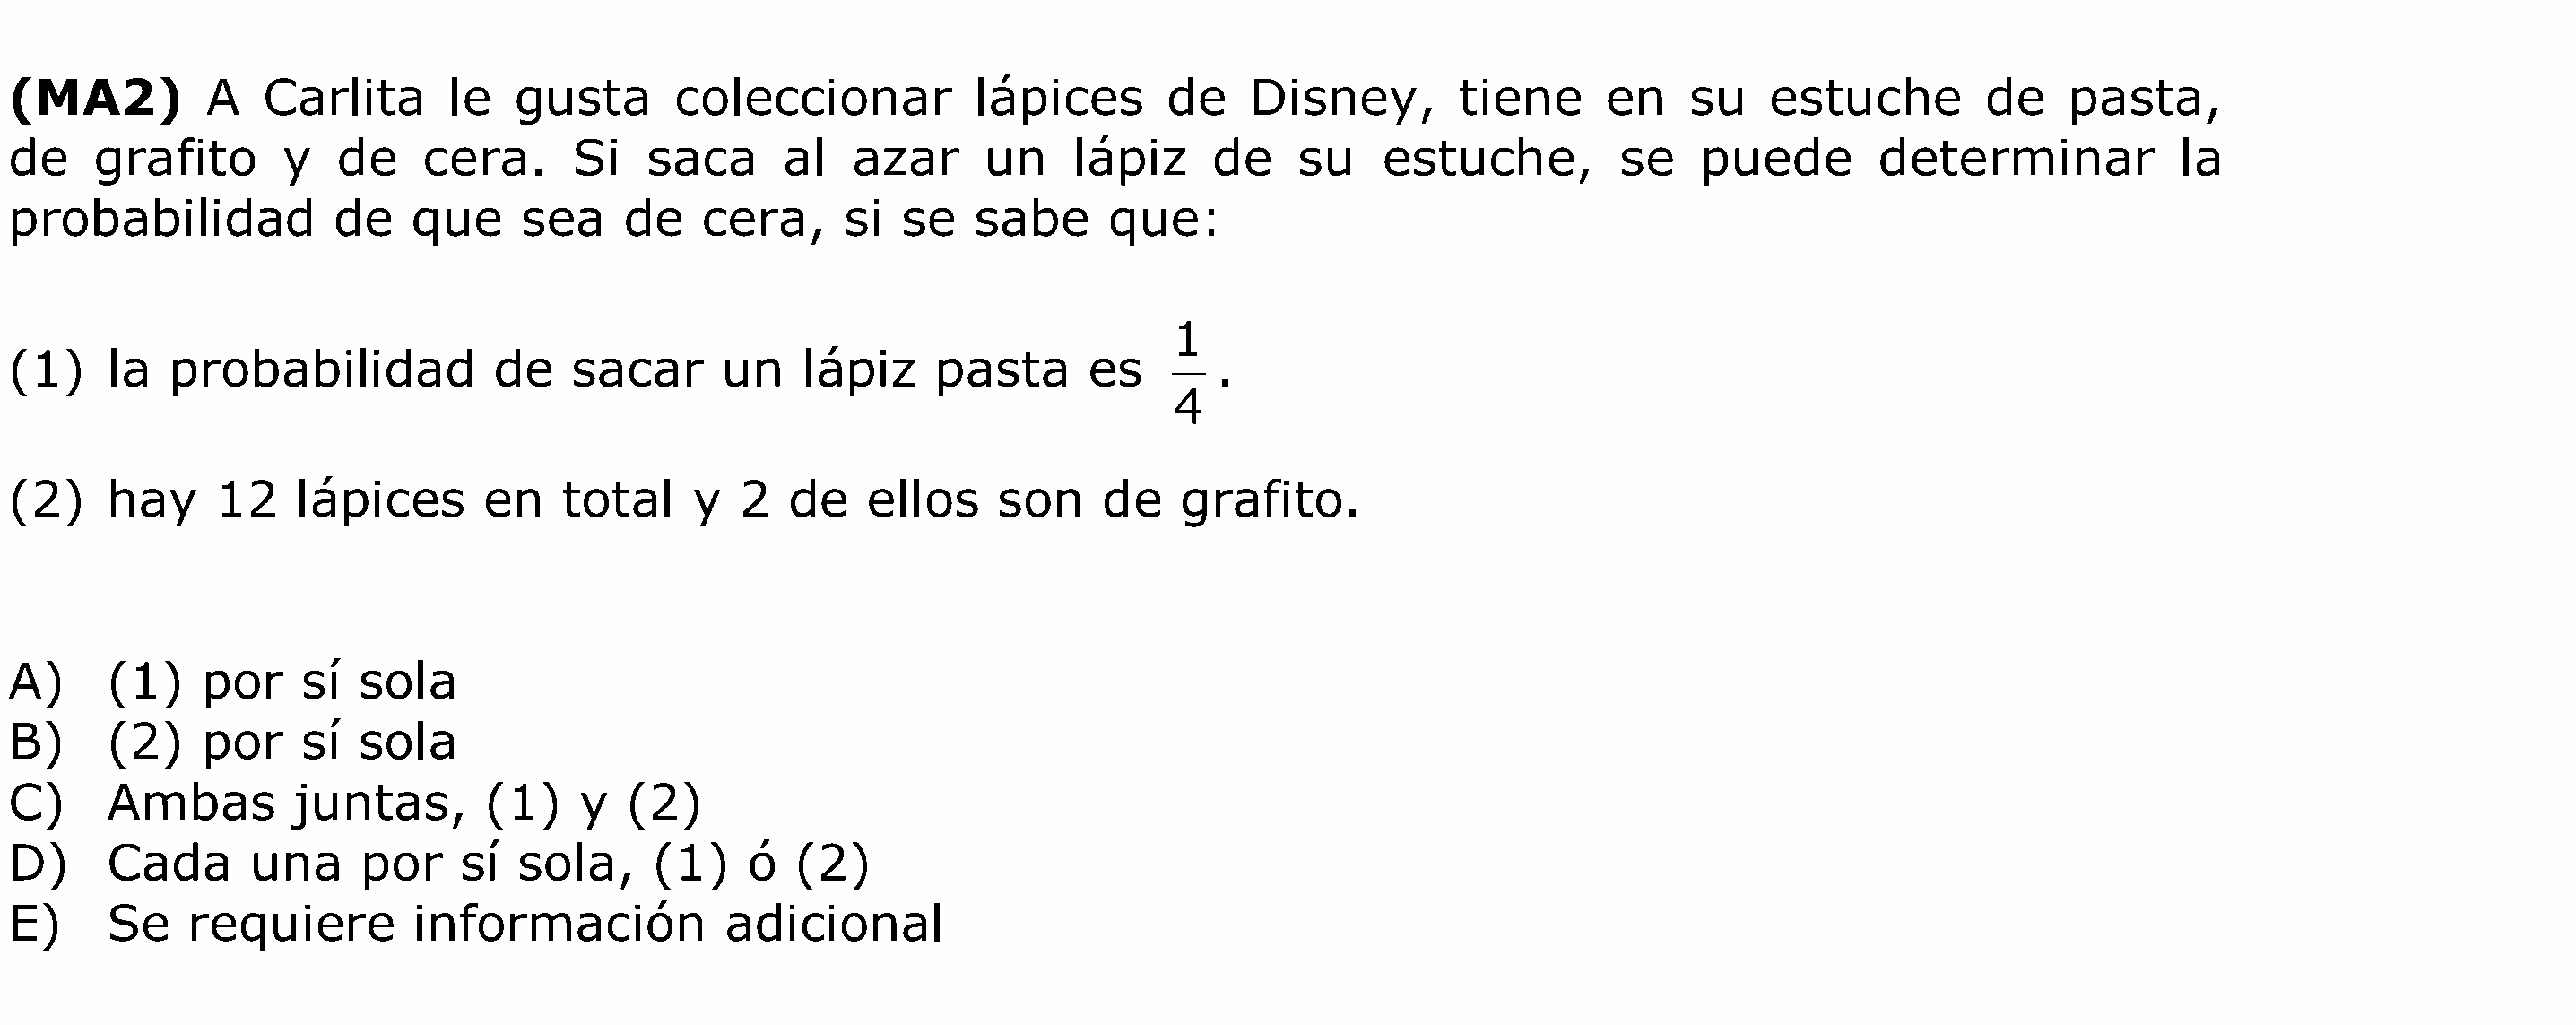 (MA2) A Carlita le gusta coleccionar lápices de Disney, tiene en su estuche de pasta,
de grafito y de cera. Si saca al azar un lápiz de su estuche, se puede determinar la
probabilidad de que sea de cera, si se sabe que:
(1) la probabilidad de sacar un lápiz pasta es 1/4.
(2) hay 12 lápices en total y 2 de ellos son de grafito.
A) (1) por sí sola
B) (2) por sí sola
C) Ambas juntas, (1) y (2)
D) Cada una por sí sola, (1) ó (2)
E) Se requiere información adicional